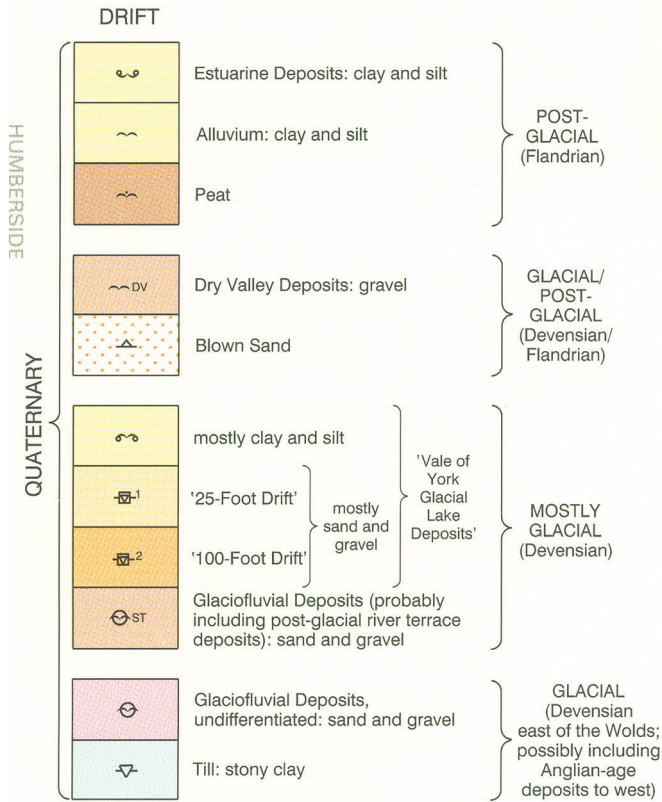 DRIFT
HUMBERSIDE
QUATERNARY
Estuarine Deposits: clay and silt
Alluvium: clay and silt
Peat
POST-
GLACIAL
(Flandrian)
DV
Dry Valley Deposits: gravel
Blown Sand
GLACIAL/
POST-
GLACIAL
(Devensian/
Flandrian)
mostly clay and silt
1
'25-Foot Drift'
2
'100-Foot Drift'
mostly
sand and
gravel
'Vale of
York
Glacial
Lake
Deposits'
ST
Glaciofluvial Deposits (probably
including post-glacial river terrace
deposits): sand and gravel
MOSTLY
GLACIAL
(Devensian)
Glaciofluvial Deposits,
undifferentiated: sand and gravel
Till: stony clay
GLACIAL
(Devensian
east of the Wolds;
possibly including
Anglian-age
deposits to west)